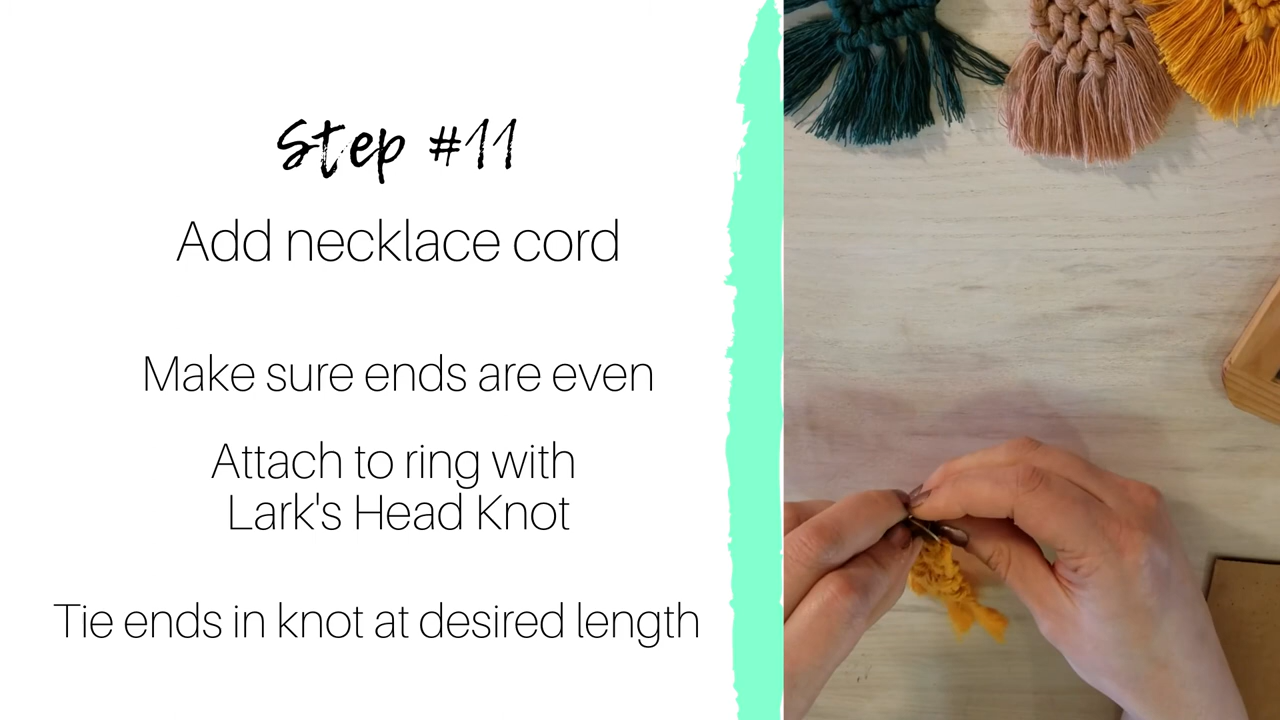 Step #11
Add necklace cord
Make sure ends are even
Attach to ring with
Lark's Head Knot
Tie ends in knot at desired length